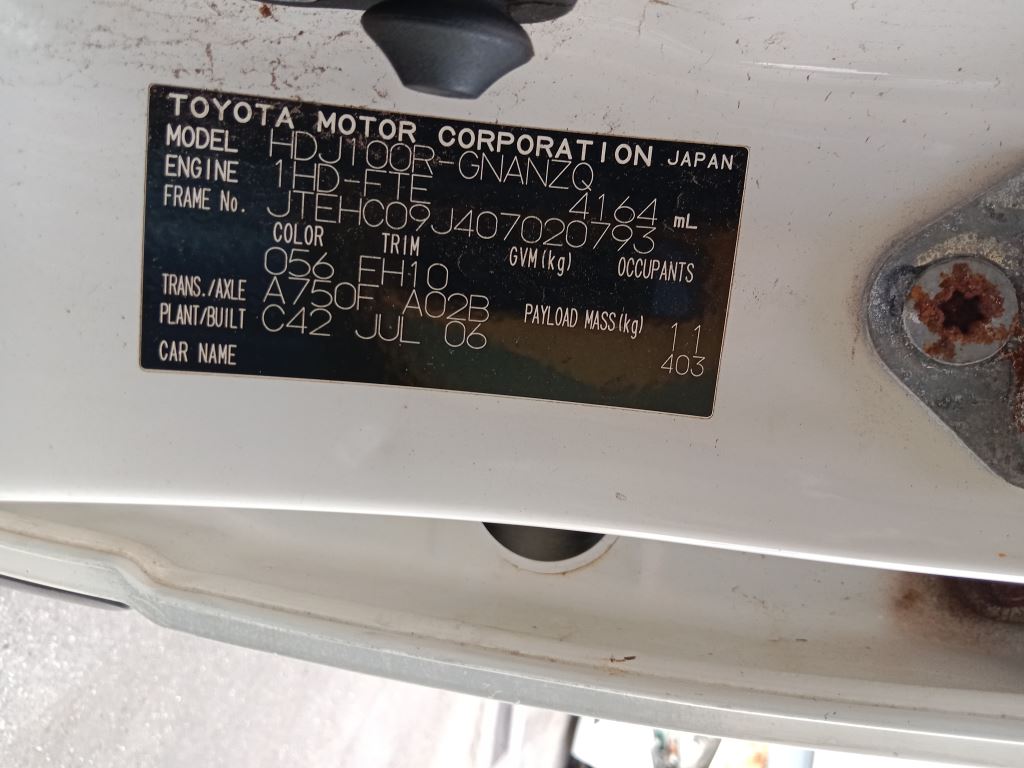 TOYOTA MOTOR CORPORATION JAPAN
MODEL HDJ100R-GNANZQ
ENGINE 1HD-FTE 4164 mL
FRAME No. JTEHC09J407020793
COLOR TRIM GVM(kg) OCCUPANTS
056 FH10
TRANS./AXLE A750F A02B PAYLOAD MASS(kg) 11
PLANT/BUILT C42 JUL 06 403
CAR NAME